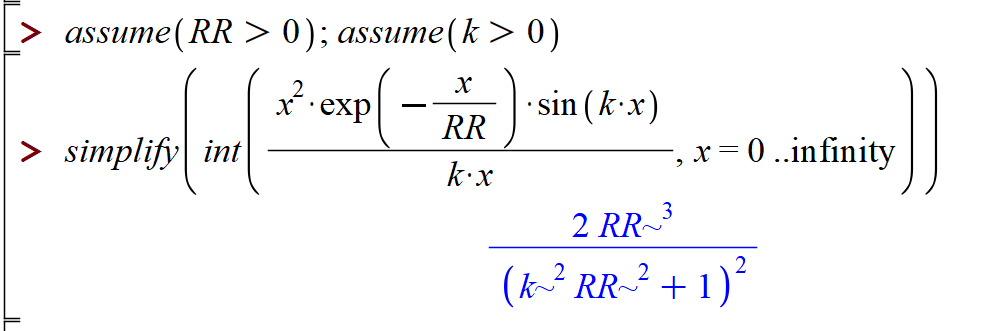 > assume(RR > 0); assume(k > 0)
> simplify(int((x^2·exp(-x/RR)·sin(k·x))/(k·x), x = 0 ..infinity))
(2 RR~^3)/((k~^2 RR~^2 + 1)^2)